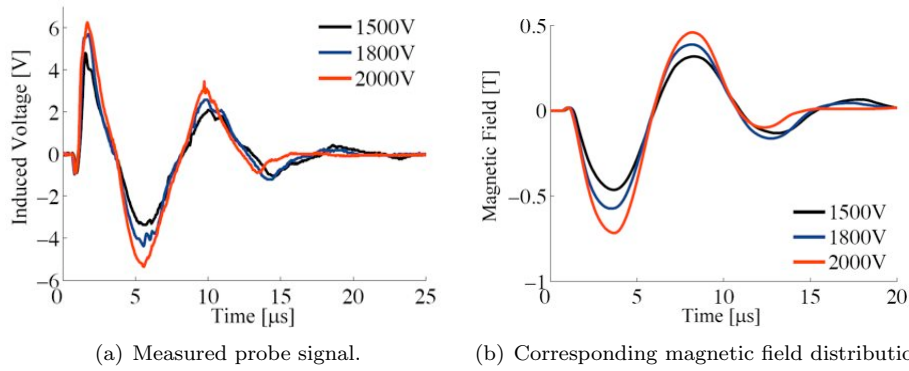 6
4
2
0
-2
-4
6
Induced Voltage [V]
1500V
1800V
2000V
0
5
10
15
20
25
Time [μs]
(a) Measured probe signal.
0.5
0
-0.5
-1
Magnetic Field [T]
1500V
1800V
2000V
0
5
10
15
20
Time [μs]
(b) Corresponding magnetic field distributio